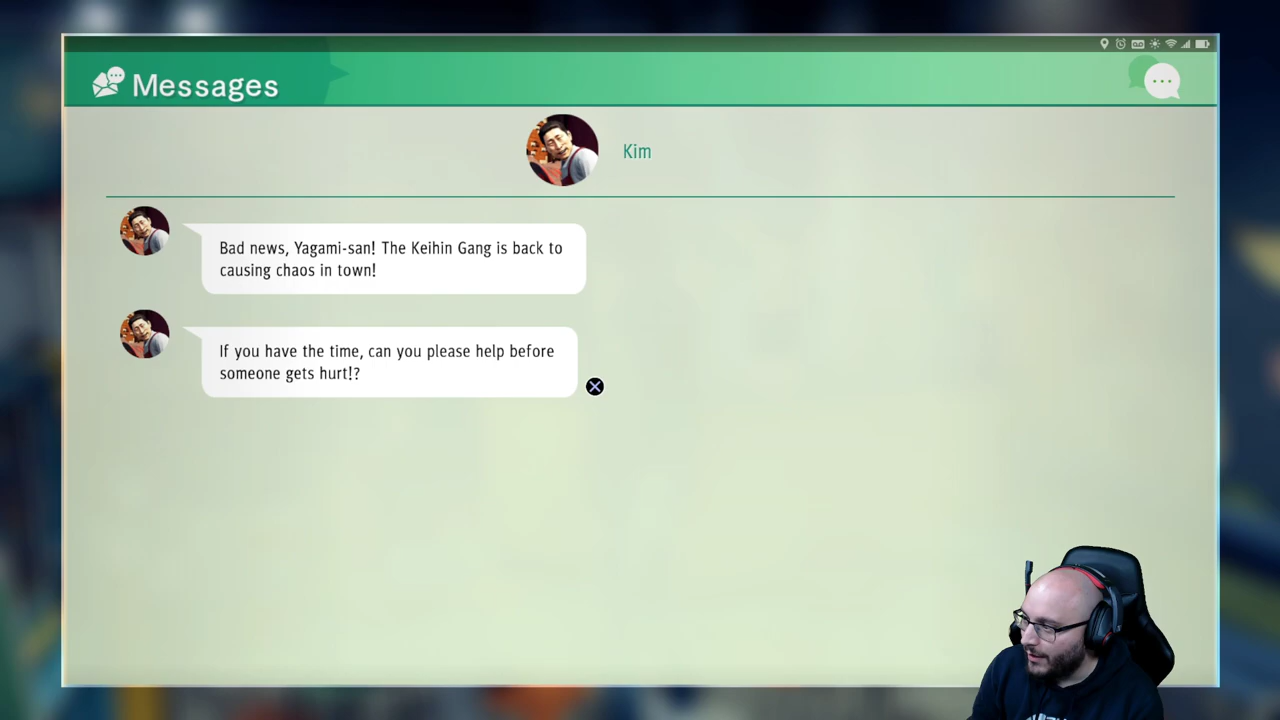 Messages
Kim
Bad news, Yagami-san! The Keihin Gang is back to
causing chaos in town!
If you have the time, can you please help before
someone gets hurt!?